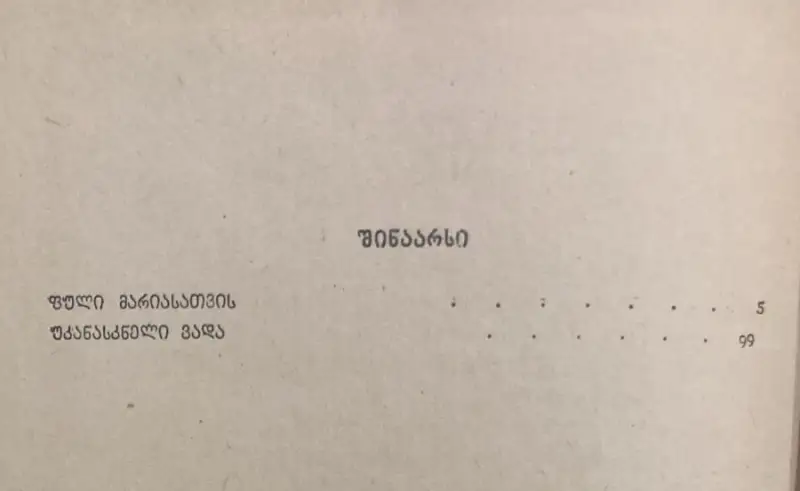 შინაარსი
ფული მარიასათვის . . . . . . . 5
უკანასკნელი ვადა . . . . . . 99